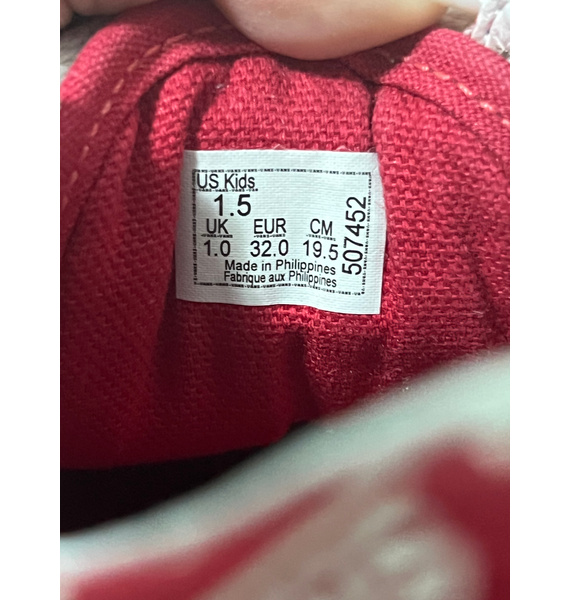 US Kids
1.5
UK EUR CM
1.0 32.0 19.5
Made in Philippines
Fabrique aux Philippines
507452